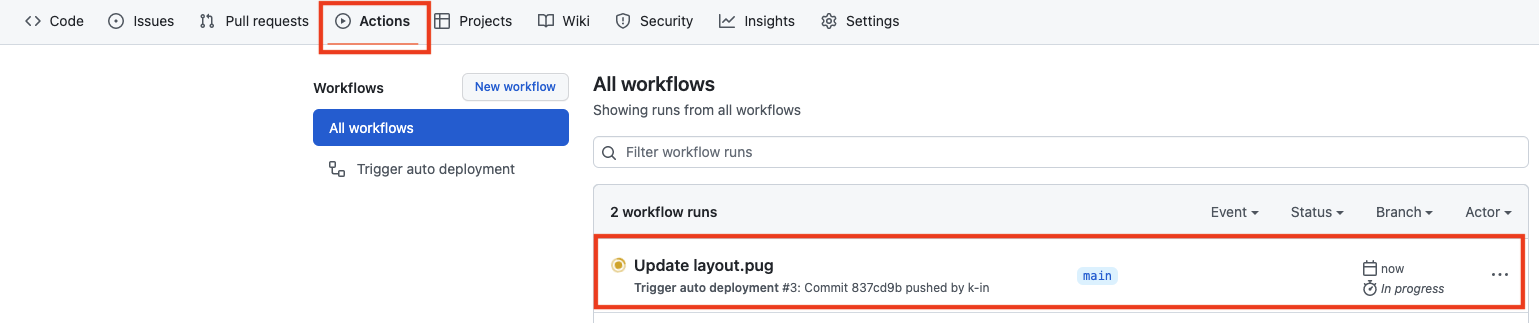 Code Issues Pull requests Actions Projects Wiki Security Insights Settings
Workflows New workflow
All workflows
Trigger auto deployment
All workflows
Showing runs from all workflows
Filter workflow runs
2 workflow runs Event Status Branch Actor
Update layout.pug
Trigger auto deployment #3: Commit 837cd9b pushed by k-in
main
now
In progress